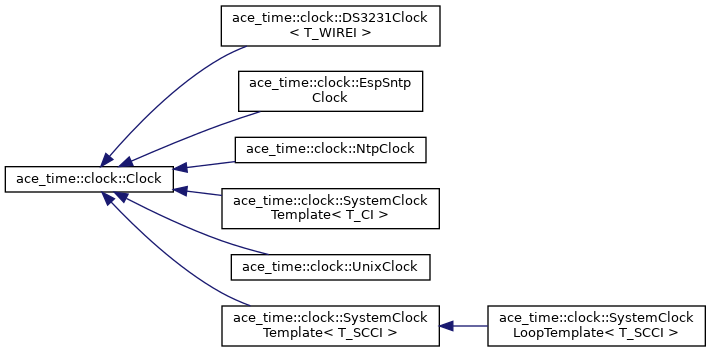 ace_time::clock::DS3231Clock
< T_WIREI >
ace_time::clock::EspSntp
Clock
ace_time::clock::NtpClock
ace_time::clock::Clock
ace_time::clock::SystemClock
Template< T_CI >
ace_time::clock::UnixClock
ace_time::clock::SystemClock
Template< T_SCCI >
ace_time::clock::SystemClock
LoopTemplate< T_SCCI >